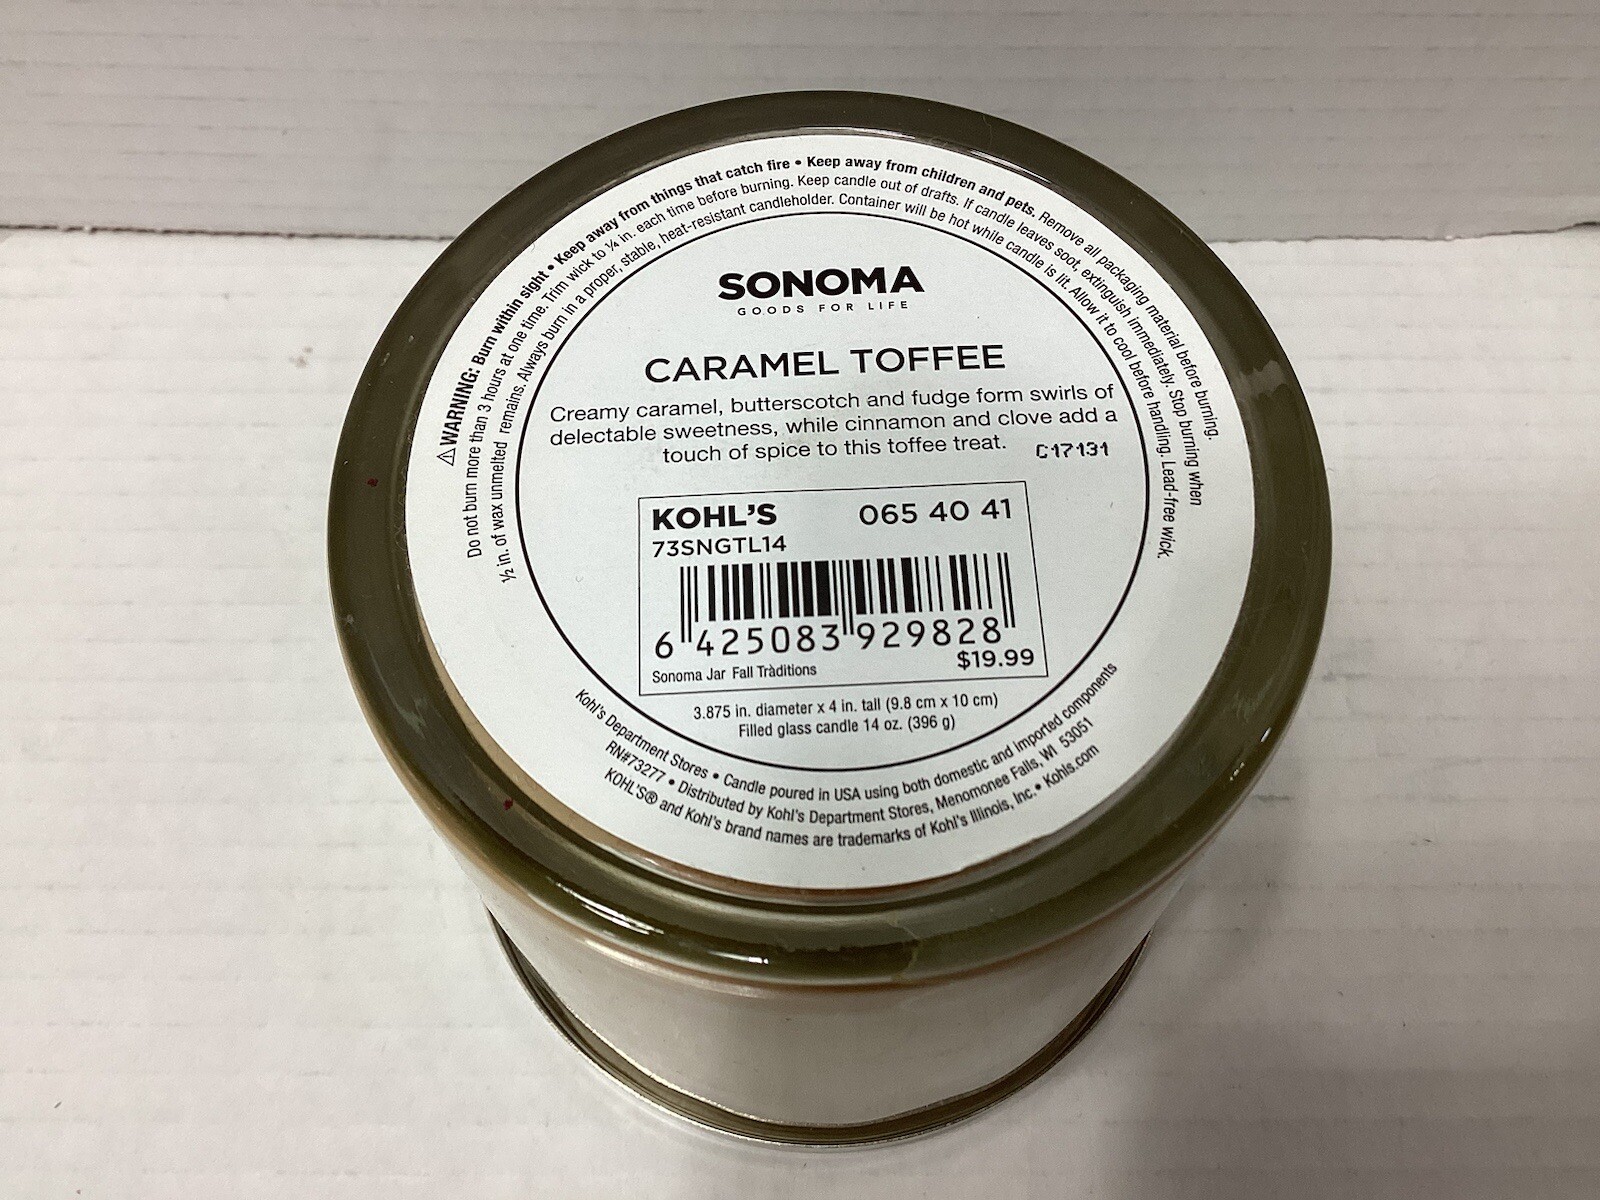 ⚠ WARNING: Burn within sight • Keep away from things that catch fire • Keep away from children and pets. Remove all packaging material before burning.
Do not burn more than 3 hours at one time. Trim wick to ¼ in. each time before burning. Keep candle out of drafts. If candle leaves soot, extinguish immediately. Stop burning when
½ in. of wax unmelted remains. Always burn in a proper, stable, heat-resistant candleholder. Container will be hot while candle is lit. Allow it to cool before handling. Lead-free wick.
SONOMA
GOODS FOR LIFE
CARAMEL TOFFEE
Creamy caramel, butterscotch and fudge form swirls of
delectable sweetness, while cinnamon and clove add a
touch of spice to this toffee treat.
C17131
KOHL'S 065 40 41
73SNGTL14
6 425083 929828
$19.99
Sonoma Jar Fall Tràditions
3.875 in. diameter x 4 in. tall (9.8 cm x 10 cm)
Filled glass candle 14 oz. (396 g)
Kohl's Department Stores • Candle poured in USA using both domestic and imported components
RN#73277 • Distributed by Kohl's Department Stores, Menomonee Falls, WI 53051
KOHL'S® and Kohl's brand names are trademarks of Kohl's Illinois, Inc. • Kohls.com